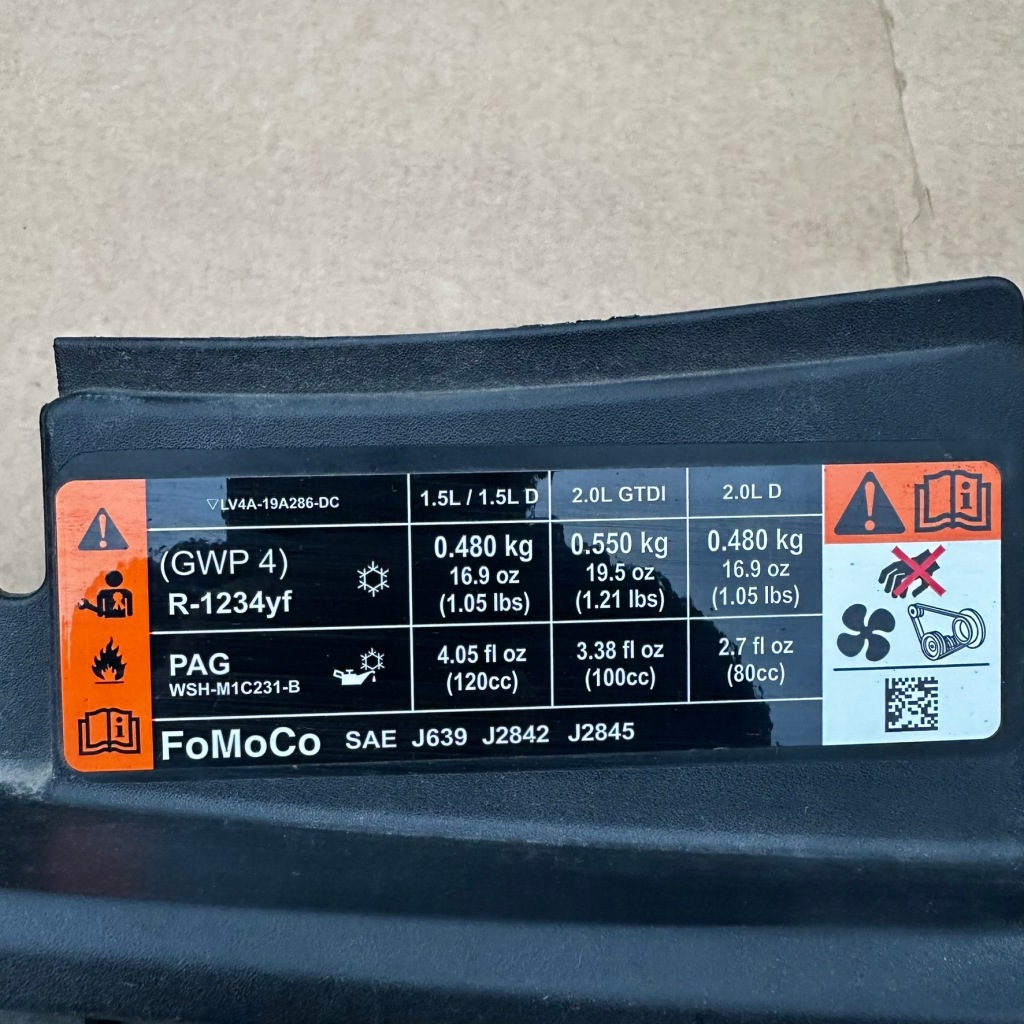 ▽LV4A-19A286-DC 1.5L / 1.5L D 2.0L GTDI 2.0L D
(GWP 4) 0.480 kg 0.550 kg 0.480 kg
16.9 oz 19.5 oz 16.9 oz
R-1234yf (1.05 lbs) (1.21 lbs) (1.05 lbs)
PAG 4.05 fl oz 3.38 fl oz 2.7 fl oz
WSH-M1C231-B (120cc) (100cc) (80cc)
FoMoCo SAE J639 J2842 J2845